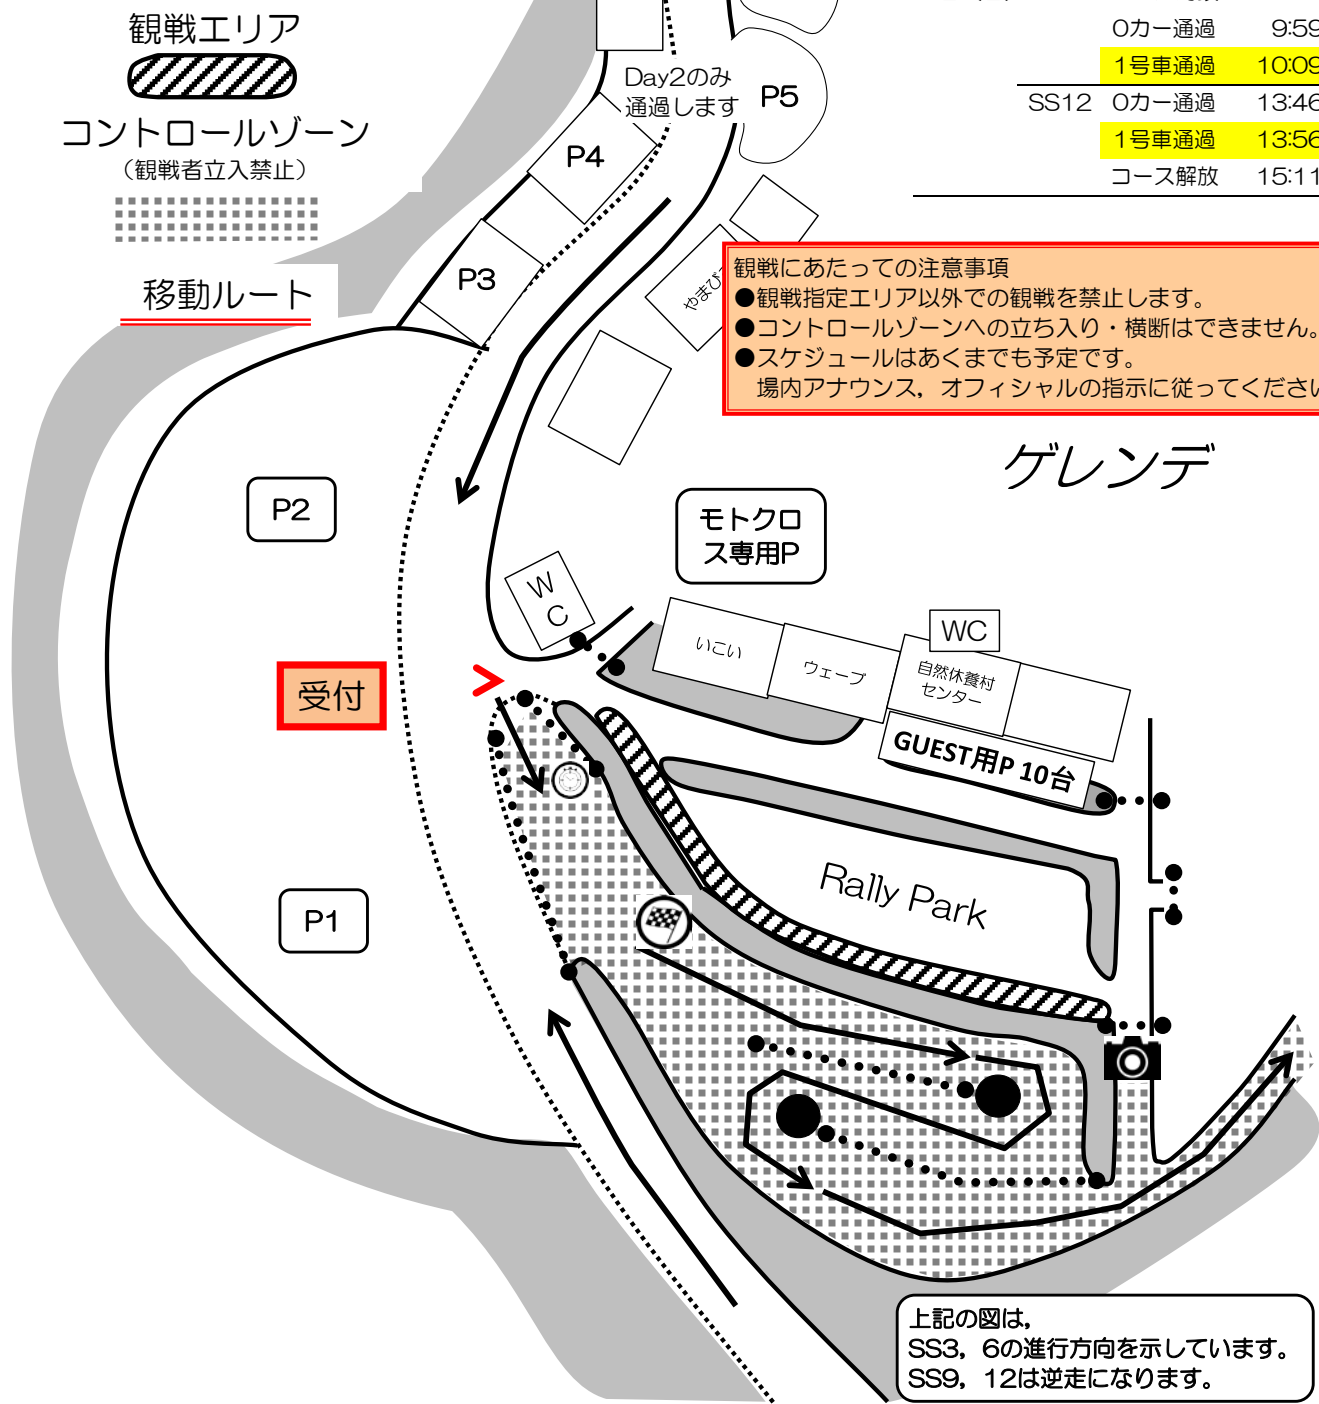 観戦エリア
コントロールゾーン
（観戦者立入禁止）
移動ルート
0カー通過 9:59
1号車通過 10:09
SS12 0カー通過 13:46
1号車通過 13:56
コース解放 15:11
Day2のみ
通過します
P5
P4
P3
観戦にあたっての注意事項
●観戦指定エリア以外での観戦を禁止します。
●コントロールゾーンへの立ち入り・横断はできません。
●スケジュールはあくまでも予定です。
場内アナウンス，オフィシャルの指示に従ってください
ゲレンデ
P2
モトクロ
ス専用P
W
C
いこい
ウェーブ
WC
自然休養村
センター
受付
GUEST用P 10台
Rally Park
P1
上記の図は，
SS3，6の進行方向を示しています。
SS9，12は逆走になります。